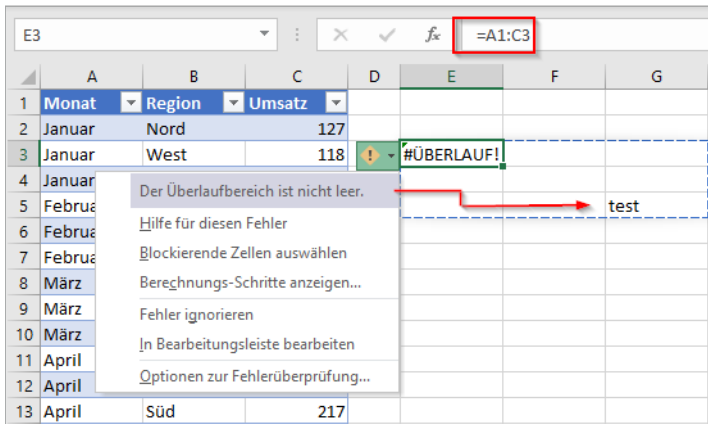 E3 fx =A1:C3
A B C D E F G
1 Monat Region Umsatz
2 Januar Nord 127
3 Januar West 118 #ÜBERLAUF!
4 Januar
Der Überlaufbereich ist nicht leer.
5 Februa test
Hilfe für diesen Fehler
6 Februa
Blockierende Zellen auswählen
7 Februa
Berechnungs-Schritte anzeigen...
8 März
Fehler ignorieren
9 März
In Bearbeitungsleiste bearbeiten
10 März
11 April
Optionen zur Fehlerüberprüfung...
12 April
13 April Süd 217